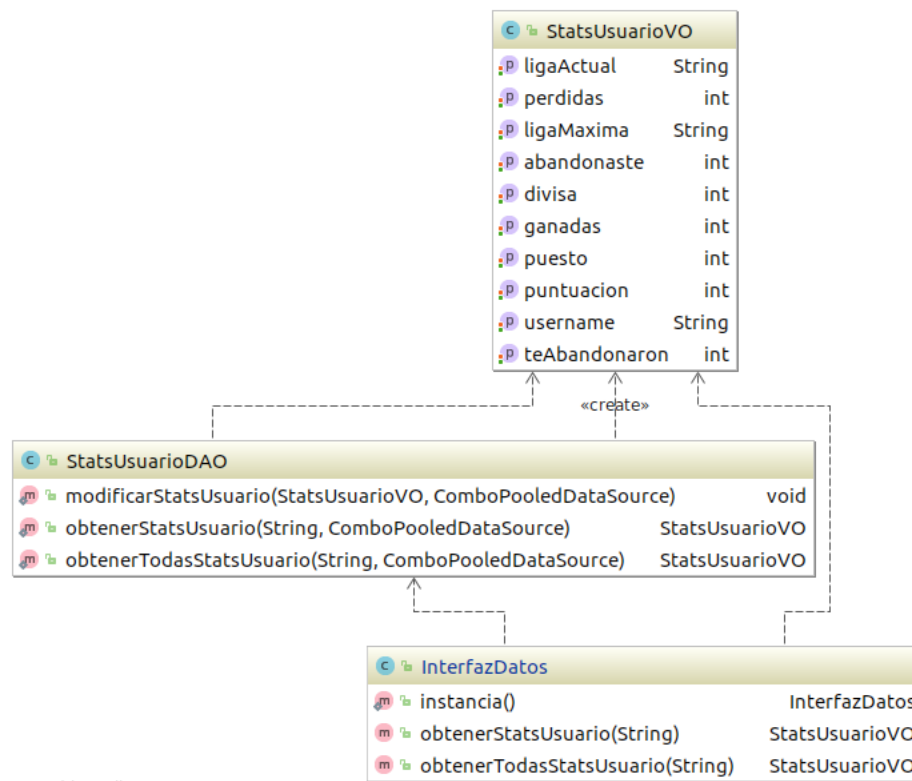 StatsUsuarioVO
ligaActual String
perdidas int
ligaMaxima String
abandonaste int
divisa int
ganadas int
puesto int
puntuacion int
username String
teAbandonaron int
«create»
StatsUsuarioDAO
modificarStatsUsuario(StatsUsuarioVO, ComboPooledDataSource) void
obtenerStatsUsuario(String, ComboPooledDataSource) StatsUsuarioVO
obtenerTodasStatsUsuario(String, ComboPooledDataSource) StatsUsuarioVO
InterfazDatos
instancia() InterfazDatos
obtenerStatsUsuario(String) StatsUsuarioVO
obtenerTodasStatsUsuario(String) StatsUsuarioVO